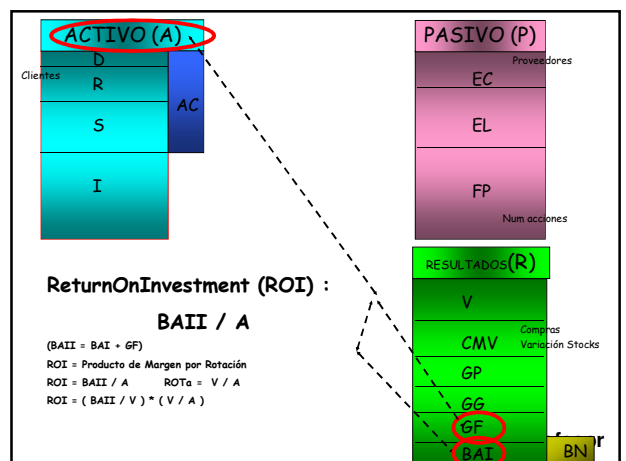 ACTIVO (A)
D
Clientes
R
AC
S
I
PASIVO (P)
Proveedores
EC
EL
FP
Num acciones
RESULTADOS(R)
V
Compras
CMV
Variación Stocks
GP
GG
GF
BAI
BN
ReturnOnInvestment (ROI) :
BAII / A
(BAII = BAI + GF)
ROI = Producto de Margen por Rotación
ROI = BAII / A ROTa = V / A
ROI = ( BAII / V ) * ( V / A )